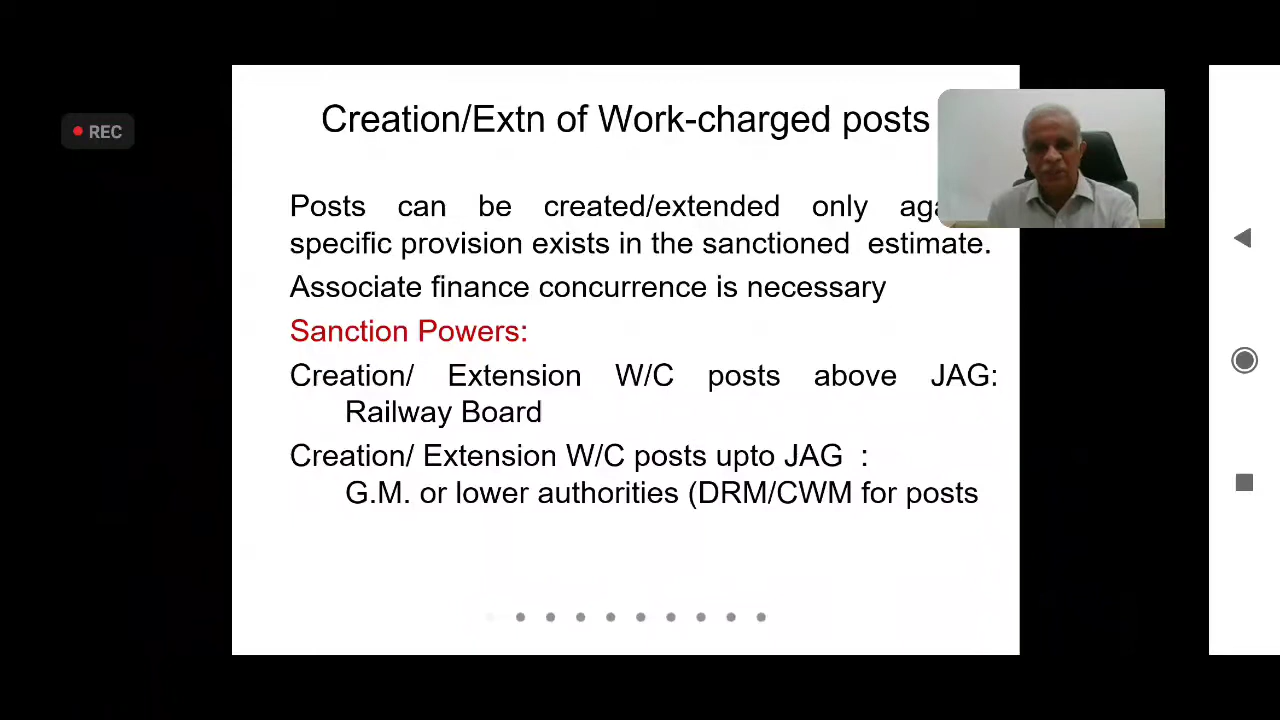 Creation/Extn of Work-charged posts
REC
Posts can be created/extended only
specific provision exists in the sanctioned estimate.
Associate finance concurrence is necessary
Sanction Powers:
Creation/ Extension W/C posts above JAG:
Railway Board
Creation/ Extension W/C posts upto JAG :
G.M. or lower authorities (DRM/CWM for posts